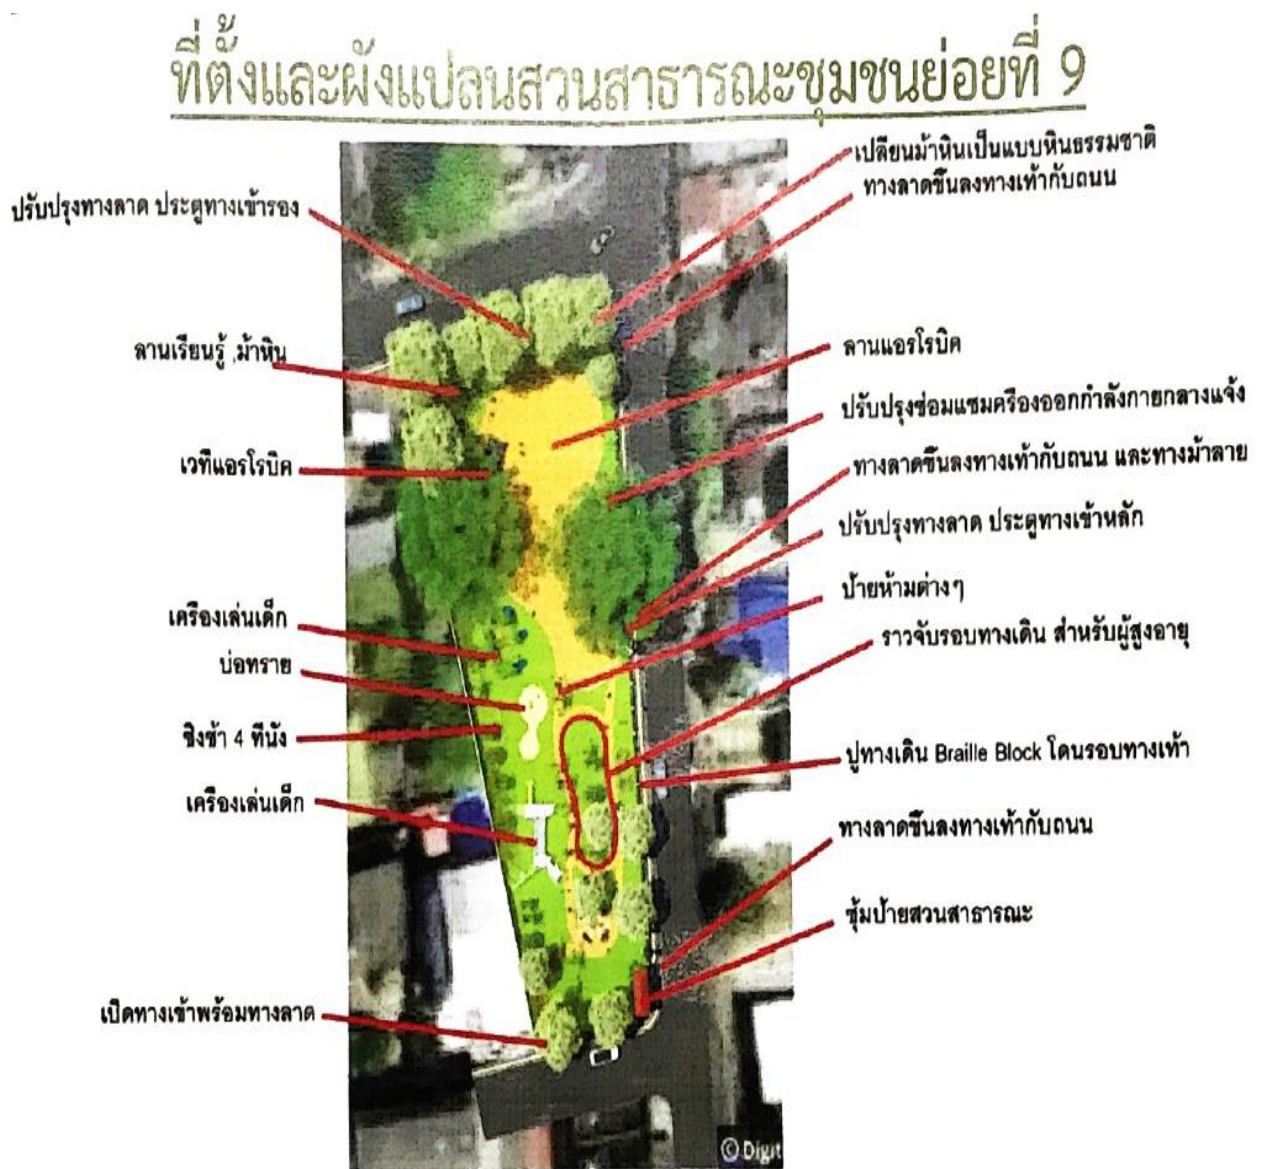 ที่ตั้งและผังแปลนสวนสาธารณะชุมชนย่อยที่ 9
เปลี่ยนม้าหินเป็นแบบหินธรรมชาติ
ทางลาดขึ้นลงทางเท้ากับถนน
ปรับปรุงทางลาด ประตูทางเข้ารอง
ลานเรียนรู้ ,ม้าหิน
ลานแอรโรบิค
ปรับปรุงซ่อมแซมเครื่องออกกำลังกายกลางแจ้ง
เวทีแอรโรบิค
ทางลาดขึ้นลงทางเท้ากับถนน และทางม้าลาย
ปรับปรุงทางลาด ประตูทางเข้าหลัก
ป้ายห้ามต่างๆ
เครื่องเล่นเด็ก
ราวจับรอบทางเดิน สำหรับผู้สูงอายุ
บ่อทราย
ชิงช้า 4 ที่นั่ง
ปูทางเดิน Braille Block โดนรอบทางเท้า
เครื่องเล่นเด็ก
ทางลาดขึ้นลงทางเท้ากับถนน
ซุ้มป้ายสวนสาธารณะ
เปิดทางเข้าพร้อมทางลาด
© Digit